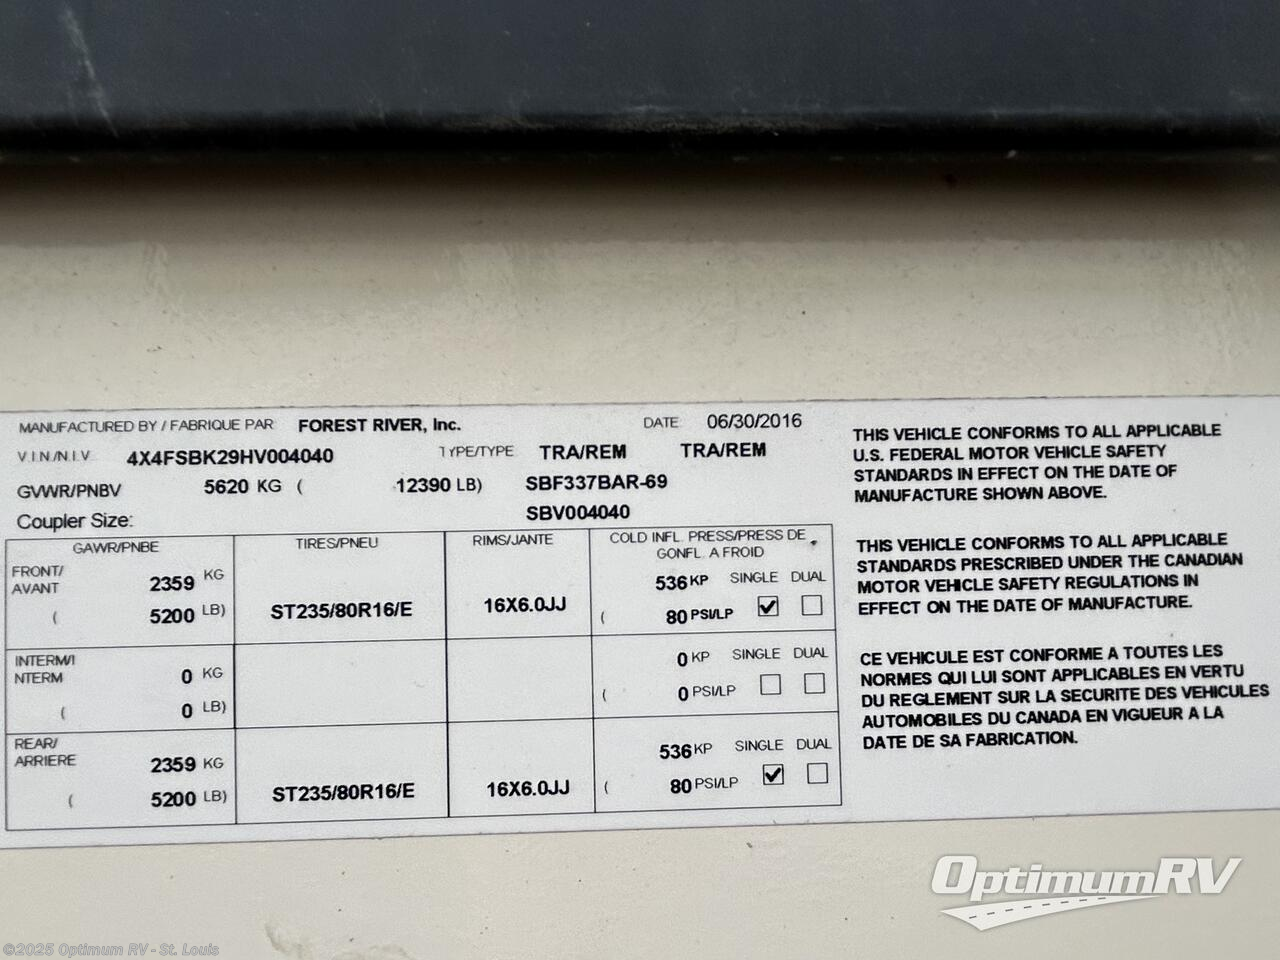 MANUFACTURED BY / FABRIQUE PAR FOREST RIVER, Inc. DATE 06/30/2016
V.I.N/N.I.V 4X4FSBK29HV004040 TYPE/TYPE TRA/REM TRA/REM
GVWR/PNBV 5620 KG ( 12390 LB) SBF337BAR-69
Coupler Size: SBV004040
GAWR/PNBE TIRES/PNEU RIMS/JANTE COLD INFL. PRESS/PRESS DE
GONFL. A FROID
FRONT/
AVANT 2359 KG 536 KP SINGLE DUAL
( 5200 LB) ST235/80R16/E 16X6.0JJ ( 80 PSI/LP
INTERM/I
NTERM 0 KG 0 KP SINGLE DUAL
( 0 LB) ( 0 PSI/LP
REAR/
ARRIERE 2359 KG 536 KP SINGLE DUAL
( 5200 LB) ST235/80R16/E 16X6.0JJ ( 80 PSI/LP
THIS VEHICLE CONFORMS TO ALL APPLICABLE
U.S. FEDERAL MOTOR VEHICLE SAFETY
STANDARDS IN EFFECT ON THE DATE OF
MANUFACTURE SHOWN ABOVE.
THIS VEHICLE CONFORMS TO ALL APPLICABLE
STANDARDS PRESCRIBED UNDER THE CANADIAN
MOTOR VEHICLE SAFETY REGULATIONS IN
EFFECT ON THE DATE OF MANUFACTURE.
CE VEHICULE EST CONFORME A TOUTES LES
NORMES QUI LUI SONT APPLICABLES EN VERTU
DU REGLEMENT SUR LA SECURITE DES VEHICULES
AUTOMOBILES DU CANADA EN VIGUEUR A LA
DATE DE SA FABRICATION.
OptimumRV
©2025 Optimum RV - St. Louis